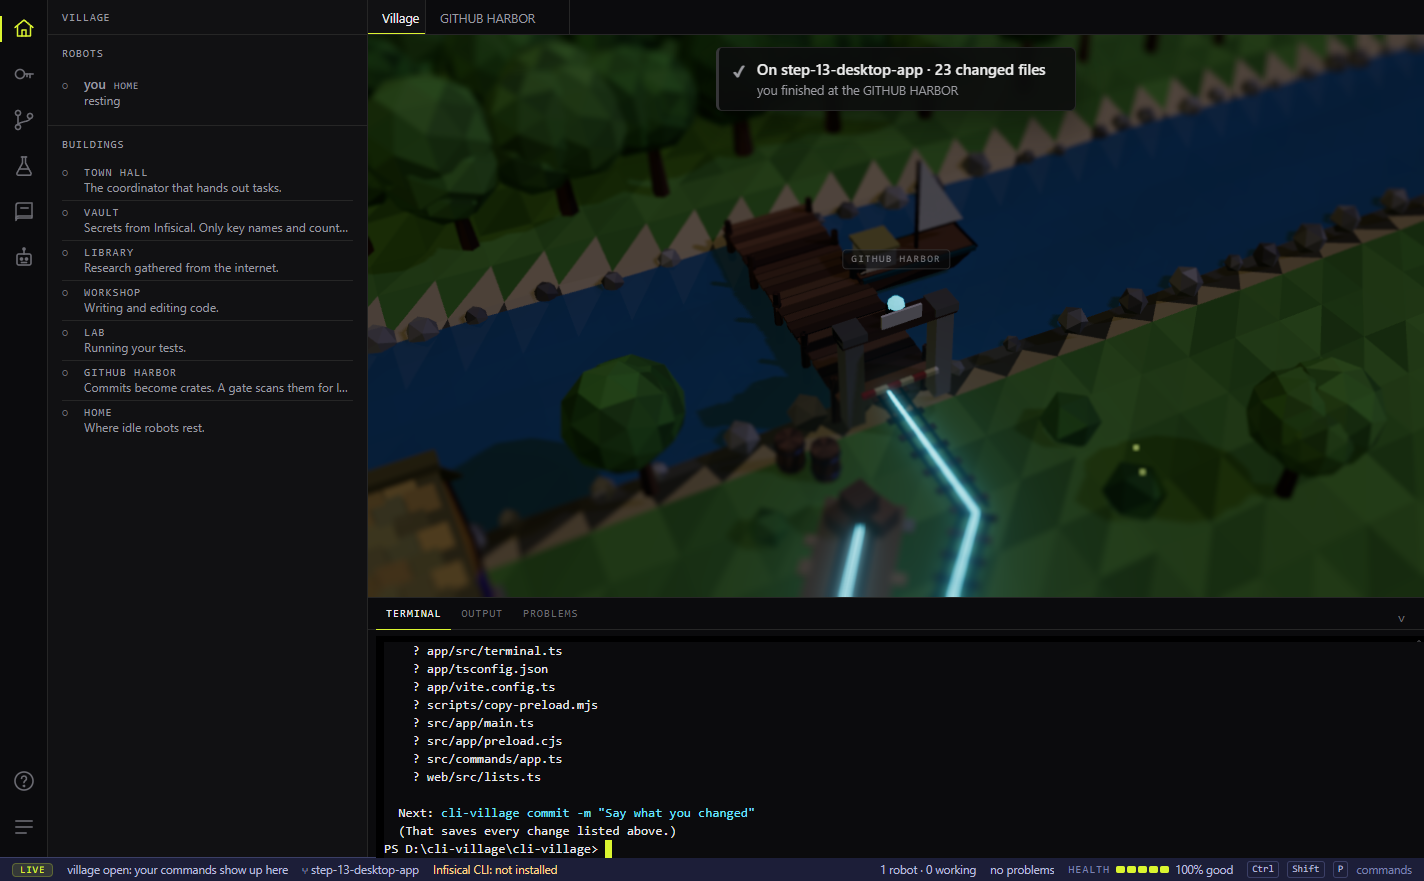 VILLAGE
ROBOTS
you HOME
resting
BUILDINGS
TOWN HALL
The coordinator that hands out tasks.
VAULT
Secrets from Infisical. Only key names and count...
LIBRARY
Research gathered from the internet.
WORKSHOP
Writing and editing code.
LAB
Running your tests.
GITHUB HARBOR
Commits become crates. A gate scans them for l...
HOME
Where idle robots rest.
Village GITHUB HARBOR
✓ On step-13-desktop-app · 23 changed files
you finished at the GITHUB HARBOR
GITHUB HARBOR
TERMINAL OUTPUT PROBLEMS
? app/src/terminal.ts
? app/tsconfig.json
? app/vite.config.ts
? scripts/copy-preload.mjs
? src/app/main.ts
? src/app/preload.cjs
? src/commands/app.ts
? web/src/lists.ts
Next: cli-village commit -m "Say what you changed"
(That saves every change listed above.)
PS D:\cli-village\cli-village>
LIVE village open: your commands show up here step-13-desktop-app Infisical CLI: not installed 1 robot · 0 working no problems HEALTH 100% good Ctrl Shift P commands